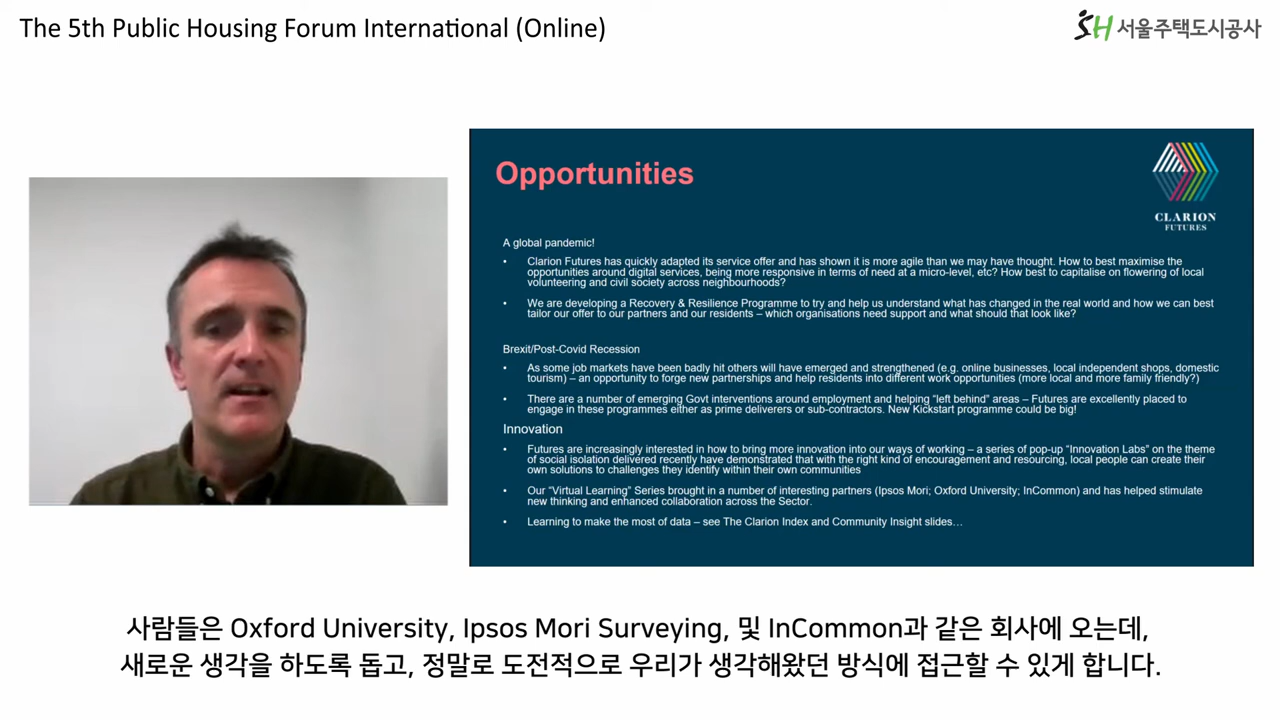 The 5th Public Housing Forum International (Online)
SH 서울주택도시공사
Opportunities
CLARION
FUTURES
A global pandemic!
• Clarion Futures has quickly adapted its service offer and has shown it is more agile than we may have thought. How to best maximise the
opportunities around digital services, being more responsive in terms of need at a micro-level, etc? How best to capitalise on flowering of local
volunteering and civil society across neighbourhoods?
• We are developing a Recovery & Resilience Programme to try and help us understand what has changed in the real world and how we can best
tailor our offer to our partners and our residents – which organisations need support and what should that look like?
Brexit/Post-Covid Recession
• As some job markets have been badly hit others will have emerged and strengthened (e.g. online businesses, local independent shops, domestic
tourism) – an opportunity to forge new partnerships and help residents into different work opportunities (more local and more family friendly?)
• There are a number of emerging Govt interventions around employment and helping “left behind” areas – Futures are excellently placed to
engage in these programmes either as prime deliverers or sub-contractors. New Kickstart programme could be big!
Innovation
• Futures are increasingly interested in how to bring more innovation into our ways of working – a series of pop-up “Innovation Labs” on the theme
of social isolation delivered recently have demonstrated that with the right kind of encouragement and resourcing, local people can create their
own solutions to challenges they identify within their own communities
• Our “Virtual Learning” Series brought in a number of interesting partners (Ipsos Mori; Oxford University; InCommon) and has helped stimulate
new thinking and enhanced collaboration across the Sector.
• Learning to make the most of data – see The Clarion Index and Community Insight slides…
사람들은 Oxford University, Ipsos Mori Surveying, 및 InCommon과 같은 회사에 오는데,
새로운 생각을 하도록 돕고, 정말로 도전적으로 우리가 생각해왔던 방식에 접근할 수 있게 합니다.